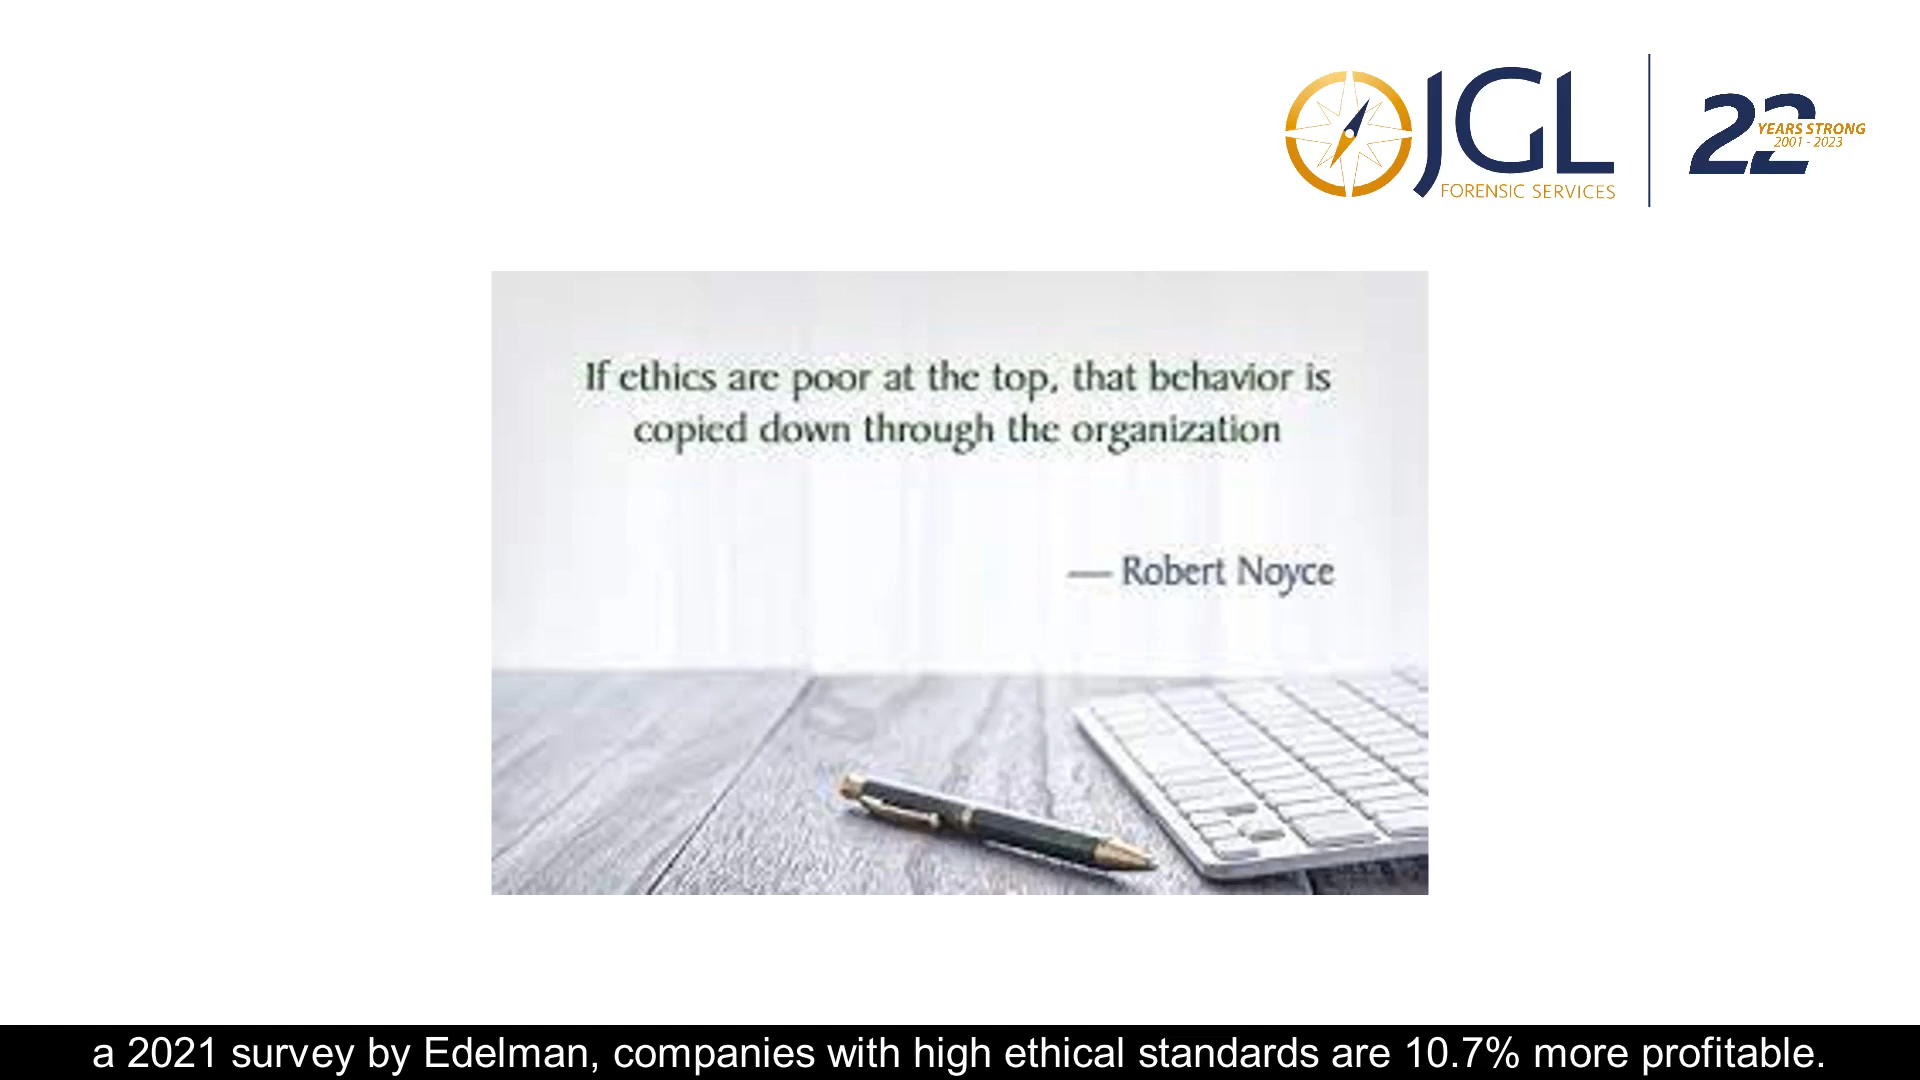 JGL
FORENSIC SERVICES
22
YEARS STRONG
2001 - 2023
If ethics are poor at the top, that behavior is
copied down through the organization
— Robert Noyce
a 2021 survey by Edelman, companies with high ethical standards are 10.7% more profitable.